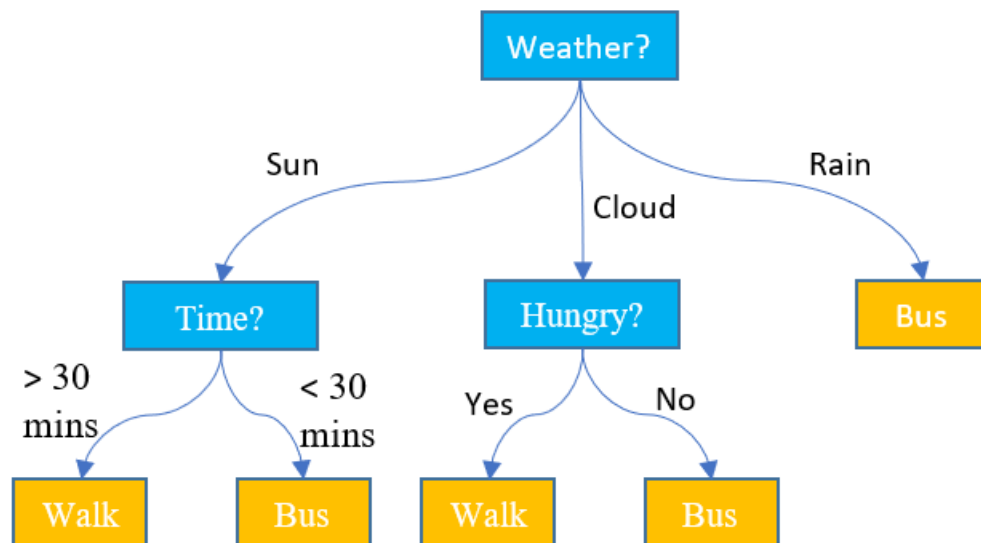 Weather?
Sun
Cloud
Rain
Time?
Hungry?
Bus
> 30
mins
< 30
mins
Yes
No
Walk
Bus
Walk
Bus